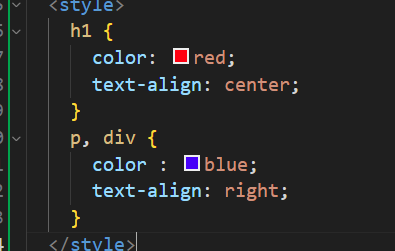 <style>
h1 {
color: red;
text-align: center;
}
p, div {
color : blue;
text-align: right;
}
</style>